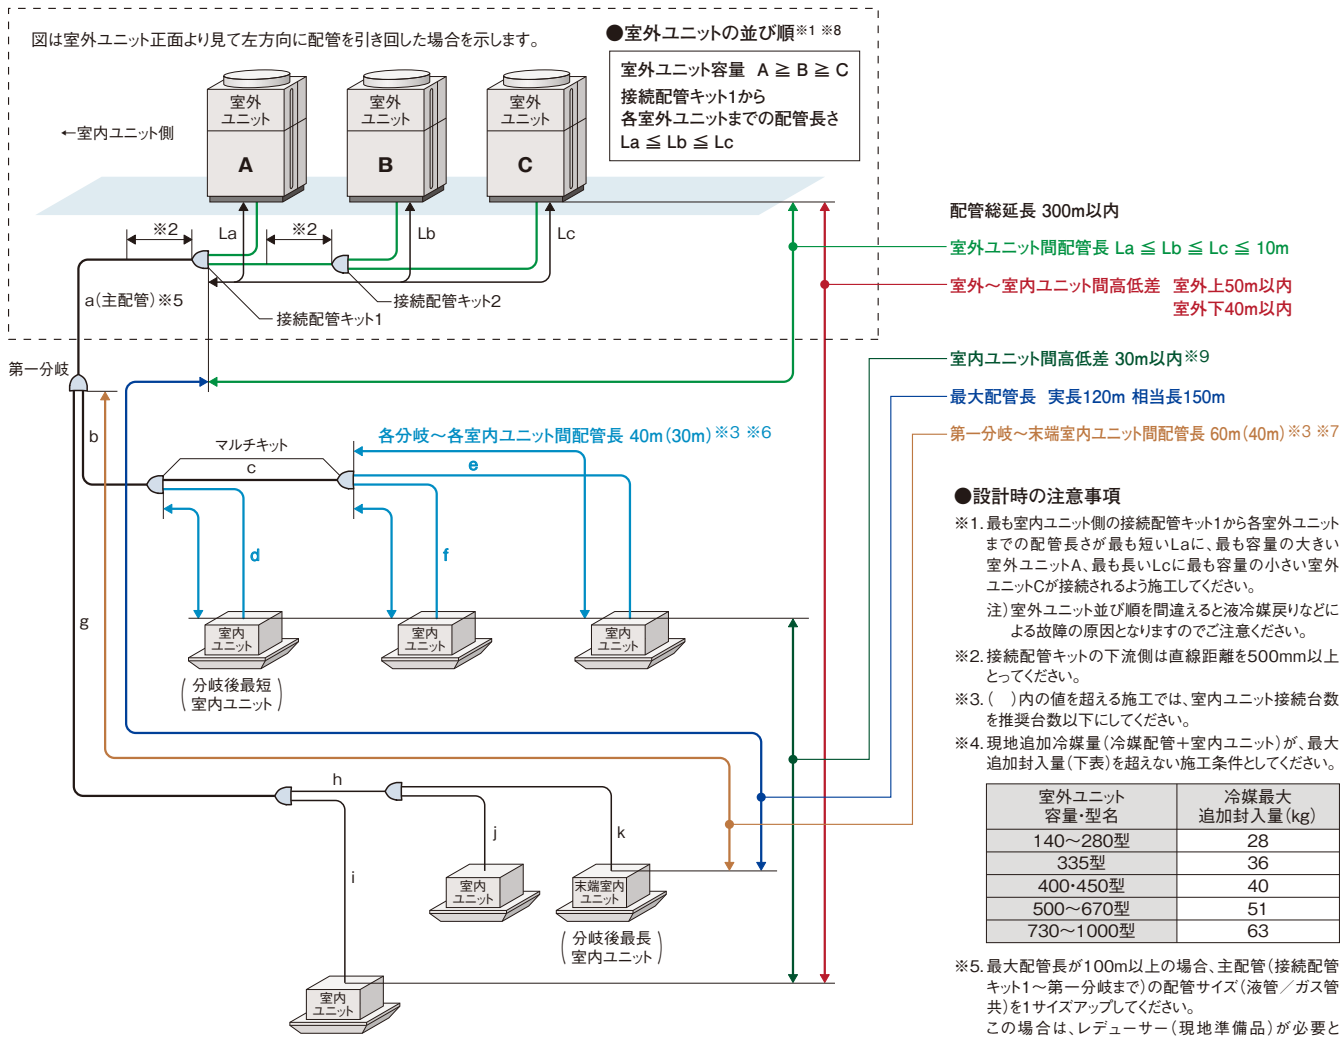 図は室外ユニット正面より見て左方向に配管を引き回した場合を示します。
●室外ユニットの並び順※1 ※8
室外ユニット容量 A ≧ B ≧ C
接続配管キット1から
各室外ユニットまでの配管長さ
La ≦ Lb ≦ Lc
←室内ユニット側
室外
ユニット
A
室外
ユニット
B
室外
ユニット
C
※2
La
※2
Lb
Lc
a(主配管)※5
接続配管キット2
接続配管キット1
第一分岐
配管総延長 300m以内
室外ユニット間配管長 La ≦ Lb ≦ Lc ≦ 10m
室外～室内ユニット間高低差 室外上50m以内
室外下40m以内
室内ユニット間高低差 30m以内※9
最大配管長 実長120m 相当長150m
第一分岐～末端室内ユニット間配管長 60m(40m)※3 ※7
b
マルチキット
c
各分岐～各室内ユニット間配管長 40m(30m)※3 ※6
e
d
f
g
室内
ユニット
(分岐後最短
室内ユニット)
室内
ユニット
室内
ユニット
h
i
j
k
室内
ユニット
末端室内
ユニット
(分岐後最長
室内ユニット)
室内
ユニット
●設計時の注意事項
※1. 最も室内ユニット側の接続配管キット1から各室外ユニット
までの配管長さが最も短いLaに、最も容量の大きい
室外ユニットA、最も長いLcに最も容量の小さい室外
ユニットCが接続されるよう施工してください。
注)室外ユニット並び順を間違えると液冷媒戻りなどに
よる故障の原因となりますのでご注意ください。
※2. 接続配管キットの下流側は直線距離を500mm以上
とってください。
※3. ( )内の値を超える施工では、室内ユニット接続台数
を推奨台数以下にしてください。
※4. 現地追加冷媒量(冷媒配管＋室内ユニット)が、最大
追加封入量(下表)を超えない施工条件としてください。
室外ユニット
容量・型名
冷媒最大
追加封入量(kg)
140～280型 28
335型 36
400・450型 40
500～670型 51
730～1000型 63
※5. 最大配管長が100m以上の場合、主配管(接続配管
キット1～第一分岐まで)の配管サイズ(液管／ガス管
共)を1サイズアップしてください。
この場合は、レデューサー(現地準備品)が必要と